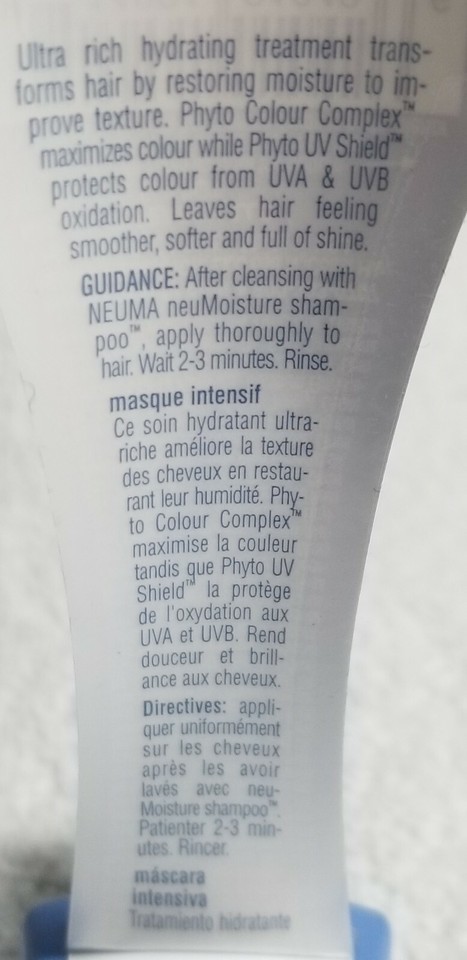 Ultra rich hydrating treatment trans-
forms hair by restoring moisture to im-
prove texture. Phyto Colour Complex™
maximizes colour while Phyto UV Shield™
protects colour from UVA & UVB
oxidation. Leaves hair feeling
smoother, softer and full of shine.
GUIDANCE: After cleansing with
NEUMA neuMoisture sham-
poo™, apply thoroughly to
hair. Wait 2-3 minutes. Rinse.
masque intensif
Ce soin hydratant ultra-
riche améliore la texture
des cheveux en restau-
rant leur humidité. Phy-
to Colour Complex™
maximise la couleur
tandis que Phyto UV
Shield™ la protège
de l'oxydation aux
UVA et UVB. Rend
douceur et brill-
ance aux cheveux.
Directives: appli-
quer uniformément
sur les cheveux
après les avoir
lavés avec neu-
Moisture shampoo™.
Patienter 2-3 min-
utes. Rincer.
máscara
intensiva
Tratamiento hidratante